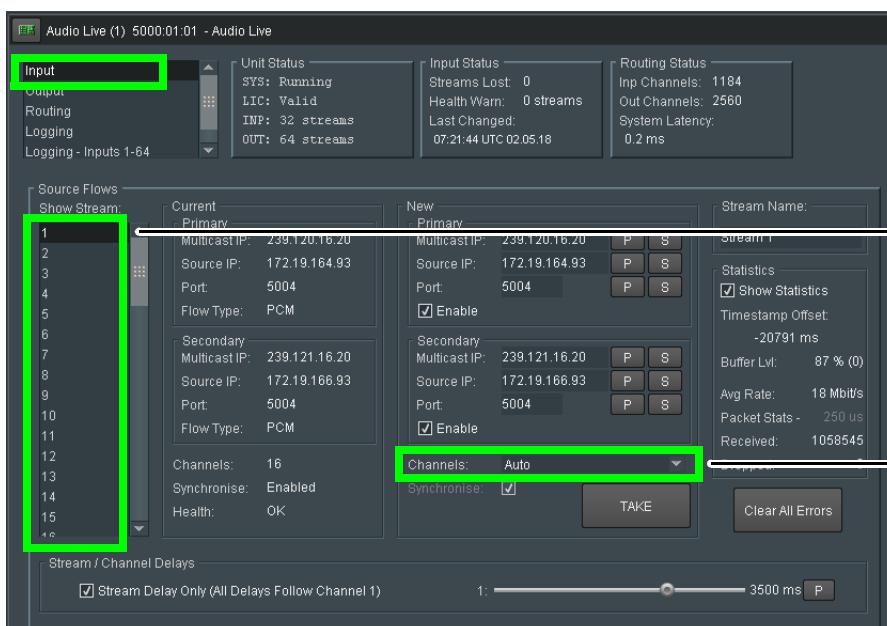 Audio Live (1) 5000:01:01 - Audio Live
Input
Output
Routing
Logging
Logging - Inputs 1-64
Unit Status
SYS: Running
LIC: Valid
INP: 32 streams
OUT: 64 streams
Input Status
Streams Lost: 0
Health Warn: 0 streams
Last Changed:
07:21:44 UTC 02.05.18
Routing Status
Inp Channels: 1184
Out Channels: 2560
System Latency:
0.2 ms
Source Flows
Show Stream:
1
2
3
4
5
6
7
8
9
10
11
12
13
14
15
16
Current
Primary
Multicast IP: 239.120.16.20
Source IP: 172.19.164.93
Port: 5004
Flow Type: PCM
Secondary
Multicast IP: 239.121.16.20
Source IP: 172.19.166.93
Port: 5004
Flow Type: PCM
Channels: 16
Synchronise: Enabled
Health: OK
New
Primary
Multicast IP: 239.120.16.20 P S
Source IP: 172.19.164.93 P S
Port: 5004 P S
Enable
Secondary
Multicast IP: 239.121.16.20 P S
Source IP: 172.19.166.93 P S
Port: 5004 P S
Enable
Channels: Auto
Synchronise:
TAKE
Stream Name:
Stream 1
Statistics
Show Statistics
Timestamp Offset:
-20791 ms
Buffer Lvl: 87 % (0)
Avg Rate: 18 Mbit/s
Packet Stats - 250 us
Received: 1058545
Clear All Errors
Stream / Channel Delays
Stream Delay Only (All Delays Follow Channel 1)
1: 3500 ms P